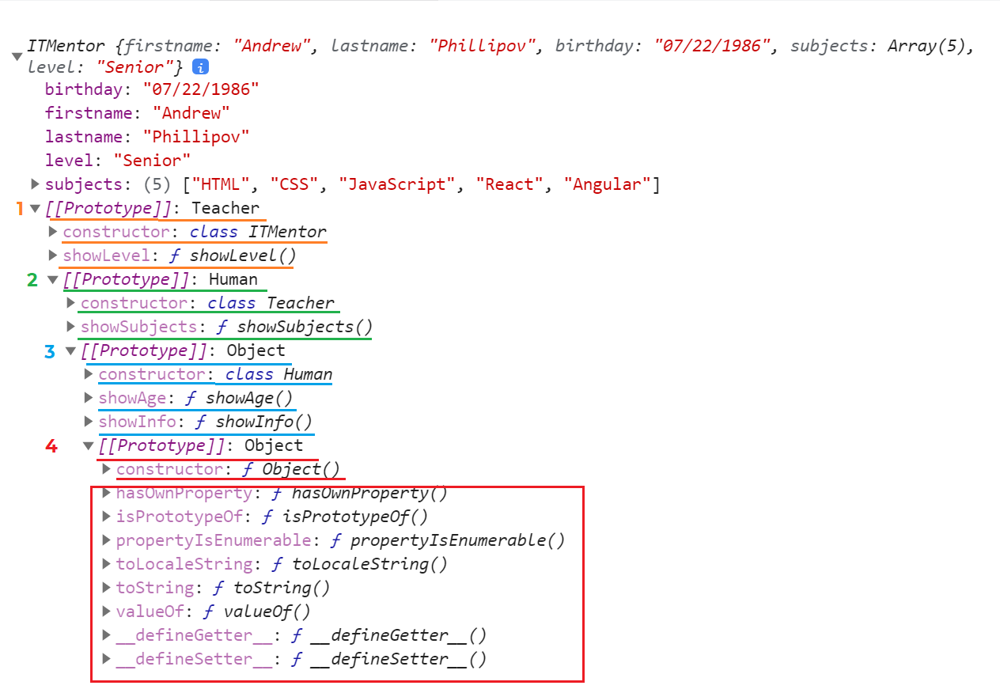 ITMentor {firstname: "Andrew", lastname: "Phillipov", birthday: "07/22/1986", subjects: Array(5),
level: "Senior"} i
birthday: "07/22/1986"
firstname: "Andrew"
lastname: "Phillipov"
level: "Senior"
subjects: (5) ["HTML", "CSS", "JavaScript", "React", "Angular"]
1 [[Prototype]]: Teacher
constructor: class ITMentor
showLevel: ƒ showLevel()
2 [[Prototype]]: Human
constructor: class Teacher
showSubjects: ƒ showSubjects()
3 [[Prototype]]: Object
constructor: class Human
showAge: ƒ showAge()
showInfo: ƒ showInfo()
4 [[Prototype]]: Object
constructor: ƒ Object()
hasOwnProperty: ƒ hasOwnProperty()
isPrototypeOf: ƒ isPrototypeOf()
propertyIsEnumerable: ƒ propertyIsEnumerable()
toLocaleString: ƒ toLocaleString()
toString: ƒ toString()
valueOf: ƒ valueOf()
__defineGetter__: ƒ __defineGetter__()
__defineSetter__: ƒ __defineSetter__()